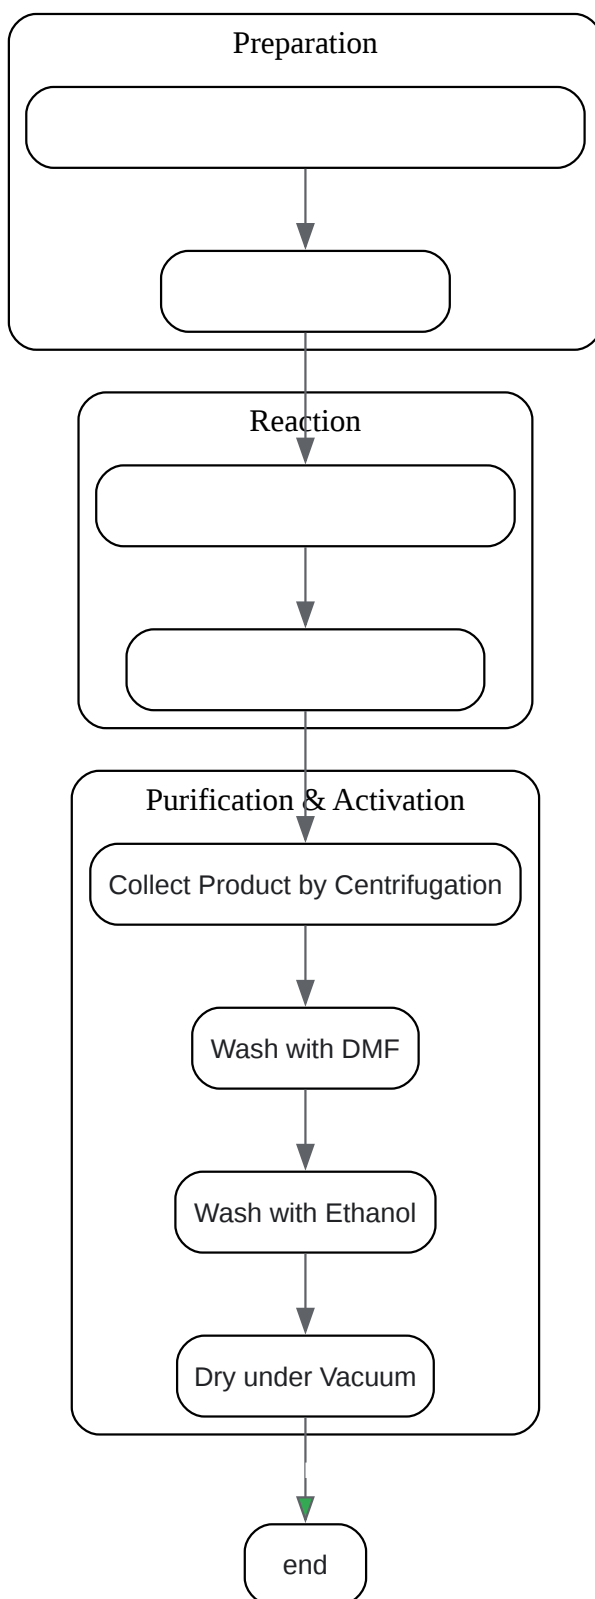 Preparation
Reaction
Purification & Activation
Collect Product by Centrifugation
Wash with DMF
Wash with Ethanol
Dry under Vacuum
end